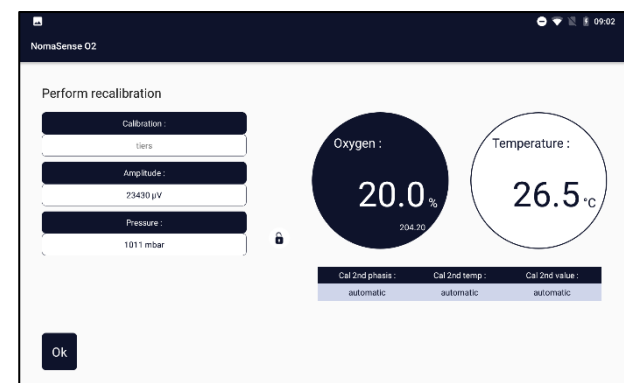 09:02
NomaSense O2
Perform recalibration
Calibration :
tiers
Amplitude :
23430 µV
Pressure :
1011 mbar
Oxygen :
20.0 %
204.20
Temperature :
26.5 °C
Cal 2nd phasis : Cal 2nd temp : Cal 2nd value :
automatic automatic automatic
Ok